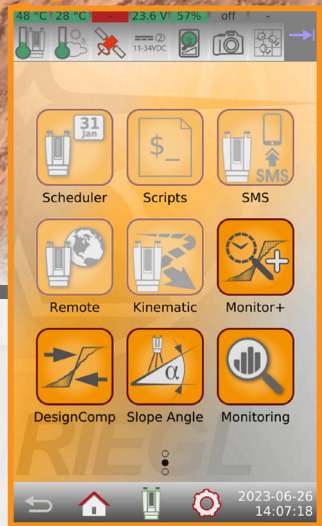 48 °C 28 °C - 23.6 V 57% off -
2
11-34VDC
31
Jan
$_
SMS
Scheduler Scripts SMS
Remote Kinematic Monitor+
α
DesignComp Slope Angle Monitoring
RIEGL
2023-06-26
14:07:18